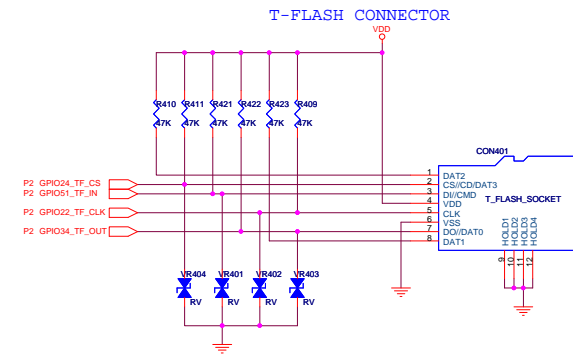 T-FLASH CONNECTOR
VDD
R410 R411 R421 R422 R423 R409
47K 47K 47K 47K 47K 47K
CON401
1 DAT2
P2 GPIO24_TF_CS 2 CS//CD/DAT3
P2 GPIO51_TF_IN 3 DI//CMD
4 VDD T_FLASH_SOCKET
P2 GPIO22_TF_CLK 5 CLK
6 VSS
P2 GPIO34_TF_OUT 7 DO//DAT0
8 DAT1
HOLD1 HOLD2 HOLD3 HOLD4
9 10 11 12
VR404 VR401 VR402 VR403
RV RV RV RV